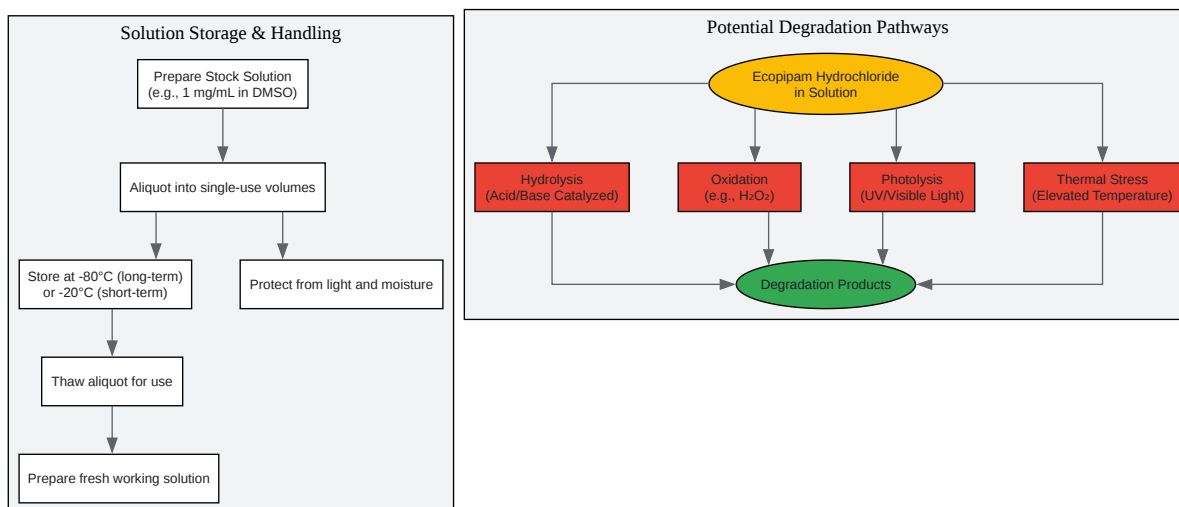 Solution Storage & Handling
Prepare Stock Solution
(e.g., 1 mg/mL in DMSO)
Aliquot into single-use volumes
Store at -80°C (long-term)
or -20°C (short-term)
Protect from light and moisture
Thaw aliquot for use
Prepare fresh working solution
Potential Degradation Pathways
Ecopipam Hydrochloride
in Solution
Hydrolysis
(Acid/Base Catalyzed)
Oxidation
(e.g., H₂O₂)
Photolysis
(UV/Visible Light)
Thermal Stress
(Elevated Temperature)
Degradation Products